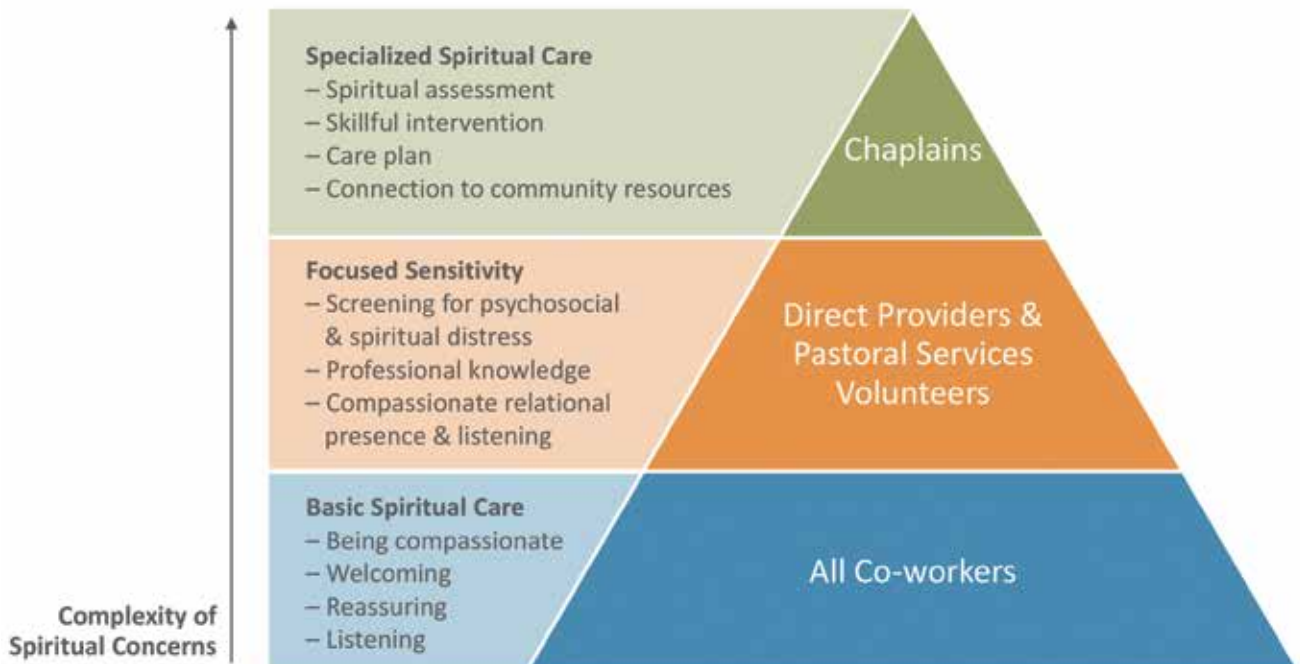 Specialized Spiritual Care
– Spiritual assessment
– Skillful intervention
– Care plan
– Connection to community resources
Chaplains
Focused Sensitivity
– Screening for psychosocial
& spiritual distress
– Professional knowledge
– Compassionate relational
presence & listening
Direct Providers &
Pastoral Services
Volunteers
Basic Spiritual Care
– Being compassionate
– Welcoming
– Reassuring
– Listening
All Co-workers
Complexity of
Spiritual Concerns